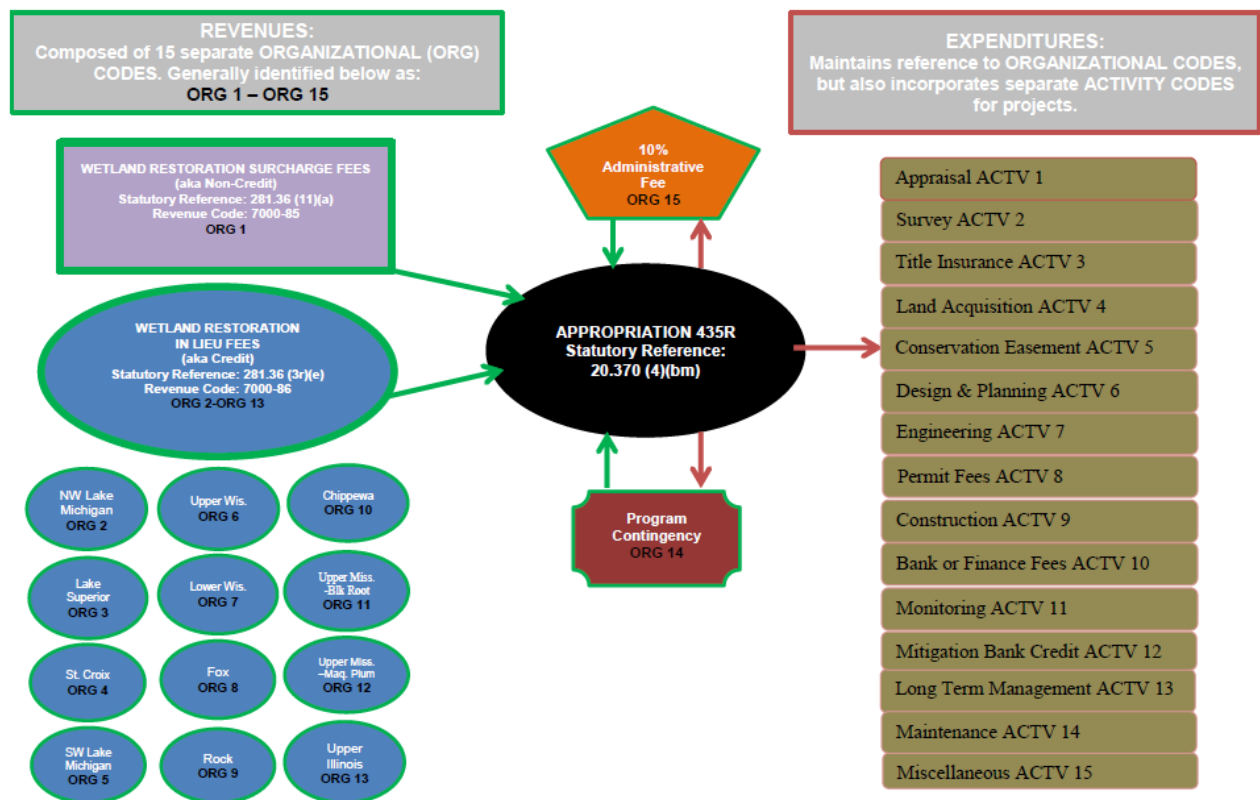 REVENUES:
Composed of 15 separate ORGANIZATIONAL (ORG)
CODES. Generally identified below as:
ORG 1 – ORG 15
EXPENDITURES:
Maintains reference to ORGANIZATIONAL CODES,
but also incorporates separate ACTIVITY CODES
for projects.
WETLAND RESTORATION SURCHARGE FEES
(aka Non-Credit)
Statutory Reference: 281.36 (11)(a)
Revenue Code: 7000-85
ORG 1
10%
Administrative
Fee
ORG 15
WETLAND RESTORATION
IN LIEU FEES
(aka Credit)
Statutory Reference: 281.36 (3r)(e)
Revenue Code: 7000-86
ORG 2-ORG 13
APPROPRIATION 435R
Statutory Reference:
20.370 (4)(bm)
Program
Contingency
ORG 14
NW Lake
Michigan
ORG 2
Upper Wis.
ORG 6
Chippewa
ORG 10
Lake
Superior
ORG 3
Lower Wis.
ORG 7
Upper Miss.
-Blk Root
ORG 11
St. Croix
ORG 4
Fox
ORG 8
Upper Miss.
–Maq. Plum
ORG 12
SW Lake
Michigan
ORG 5
Rock
ORG 9
Upper
Illinois
ORG 13
Appraisal ACTV 1
Survey ACTV 2
Title Insurance ACTV 3
Land Acquisition ACTV 4
Conservation Easement ACTV 5
Design & Planning ACTV 6
Engineering ACTV 7
Permit Fees ACTV 8
Construction ACTV 9
Bank or Finance Fees ACTV 10
Monitoring ACTV 11
Mitigation Bank Credit ACTV 12
Long Term Management ACTV 13
Maintenance ACTV 14
Miscellaneous ACTV 15